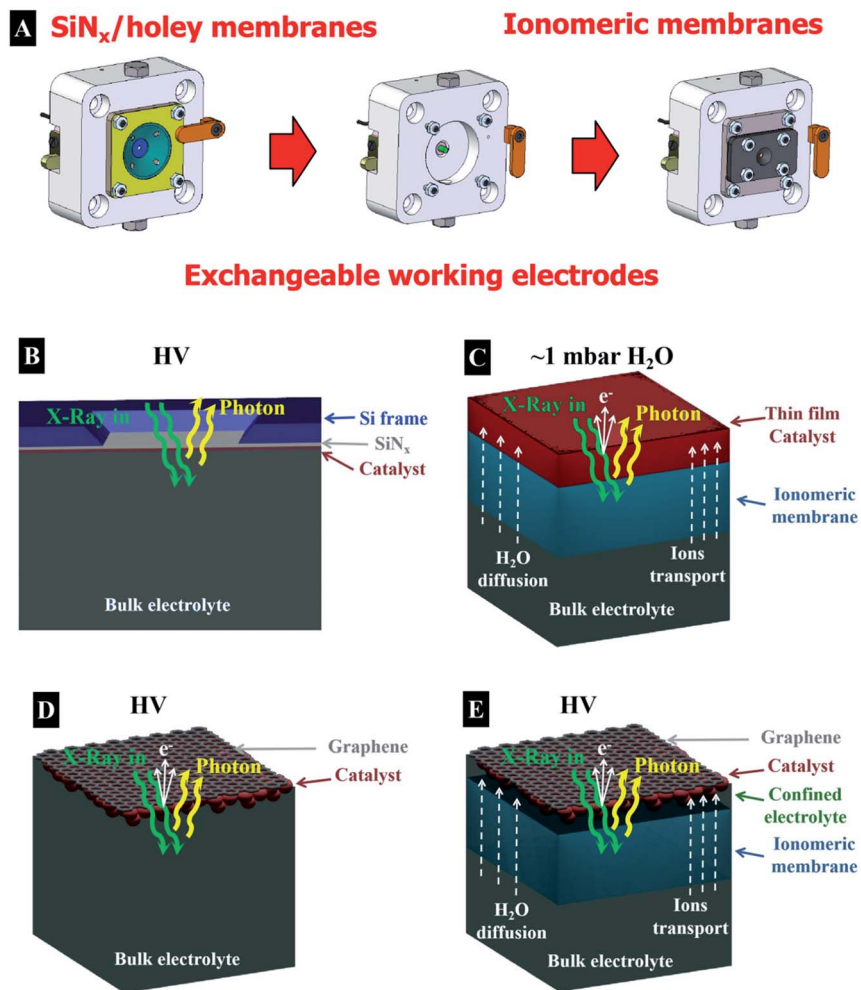 A
SiNx/holey membranes
Ionomeric membranes
Exchangeable working electrodes
B
HV
X-Ray in
Photon
Si frame
SiNx
Catalyst
Bulk electrolyte
C
~1 mbar H2O
e-
X-Ray in
Photon
Thin film
Catalyst
Ionomeric
membrane
H2O
diffusion
Ions
transport
Bulk electrolyte
D
HV
e-
X-Ray in
Photon
Graphene
Catalyst
Bulk electrolyte
E
HV
e-
X-Ray in
Photon
Graphene
Catalyst
Confined
electrolyte
Ionomeric
membrane
H2O
diffusion
Ions
transport
Bulk electrolyte